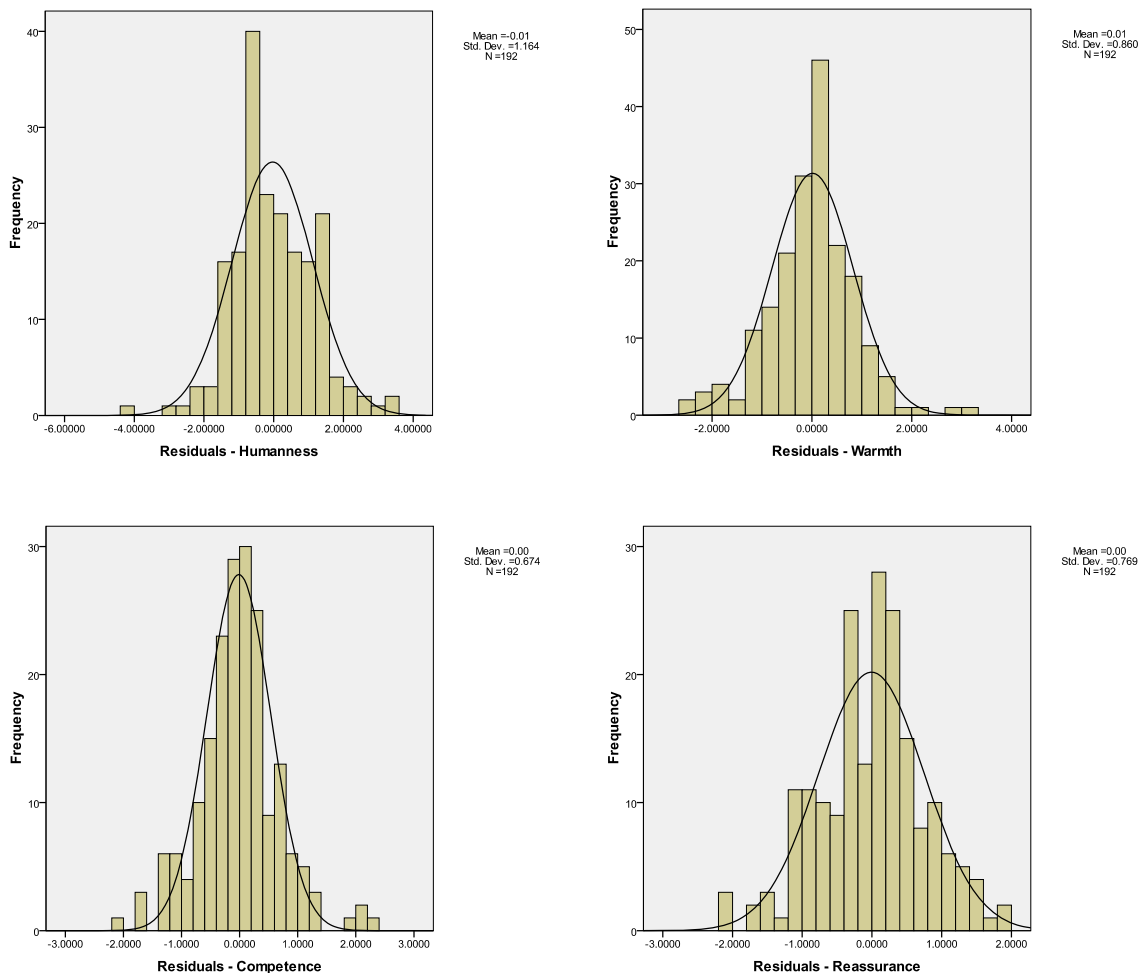 Mean =-0.01
Std. Dev. =1.164
N =192
40
30
20
10
0
Frequency
-6.00000 -4.00000 -2.00000 0.00000 2.00000 4.00000
Residuals - Humanness
Mean =0.01
Std. Dev. =0.860
N =192
50
40
30
20
10
0
Frequency
-2.0000 0.0000 2.0000 4.0000
Residuals - Warmth
Mean =0.00
Std. Dev. =0.674
N =192
30
20
10
0
Frequency
-3.0000 -2.0000 -1.0000 0.0000 1.0000 2.0000 3.0000
Residuals - Competence
Mean =0.00
Std. Dev. =0.769
N =192
30
20
10
0
Frequency
-3.0000 -2.0000 -1.0000 0.0000 1.0000 2.0000
Residuals - Reassurance